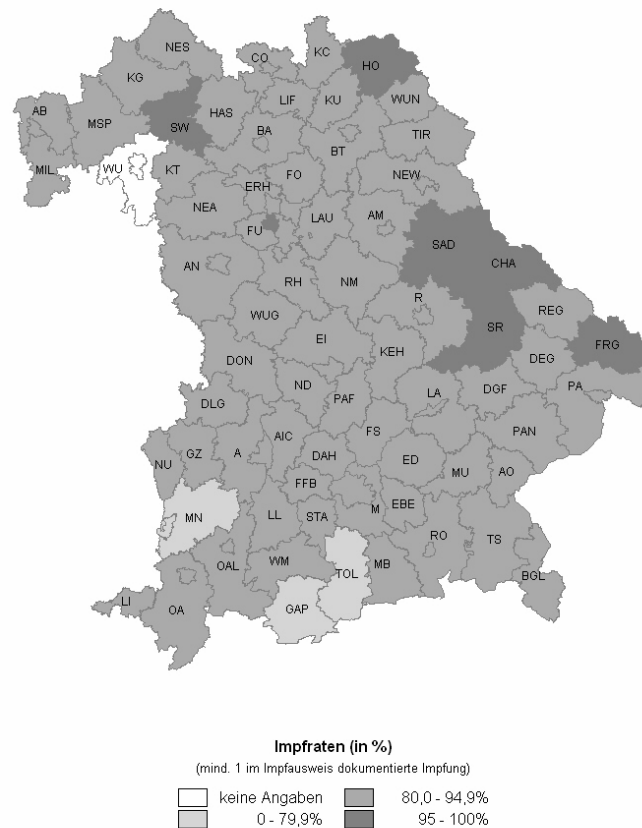 NES
CO
KC
HO
KG
HAS
LIF
KU
WUN
AB
MSP
SW
BA
BT
TIR
MIL
WU
KT
ERH
FO
NEW
NEA
FU
LAU
AM
SAD
CHA
AN
RH
NM
R
REG
WUG
EI
SR
FRG
DON
KEH
DEG
ND
PAF
LA
DGF
PA
DLG
AIC
FS
PAN
NU
GZ
A
DAH
ED
MU
AO
FFB
MN
LL
STA
M
EBE
RO
TS
OAL
WM
TOL
MB
BGL
LI
OA
GAP
Impfraten (in %)
(mind. 1 im Impfausweis dokumentierte Impfung)
keine Angaben 80,0 - 94,9%
0 - 79,9% 95 - 100%